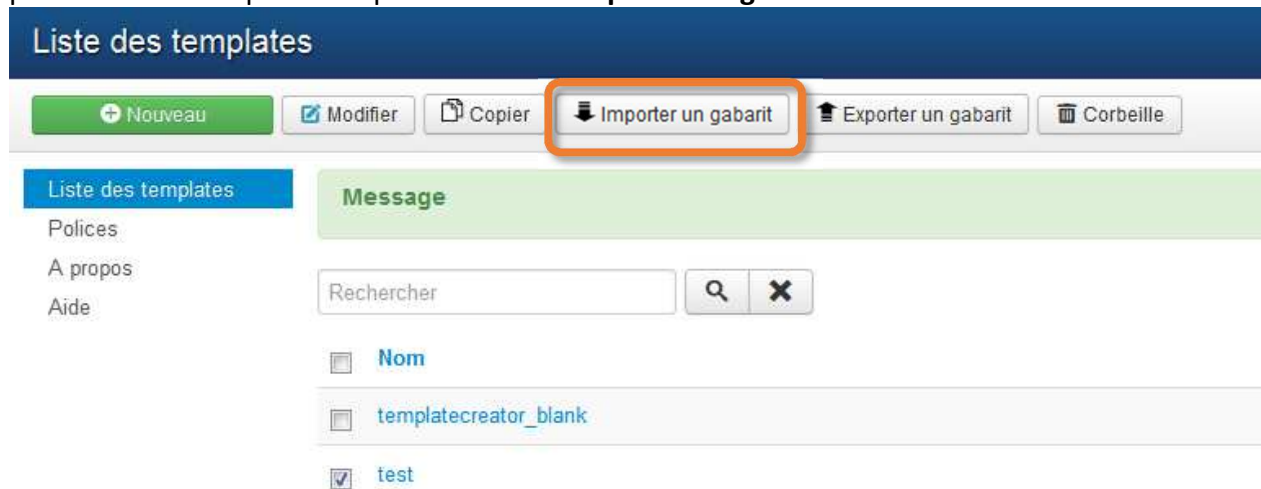 Liste des templates
Nouveau Modifier Copier Importer un gabarit Exporter un gabarit Corbeille
Liste des templates
Polices
A propos
Aide
Message
Rechercher
Nom
templatecreator_blank
test